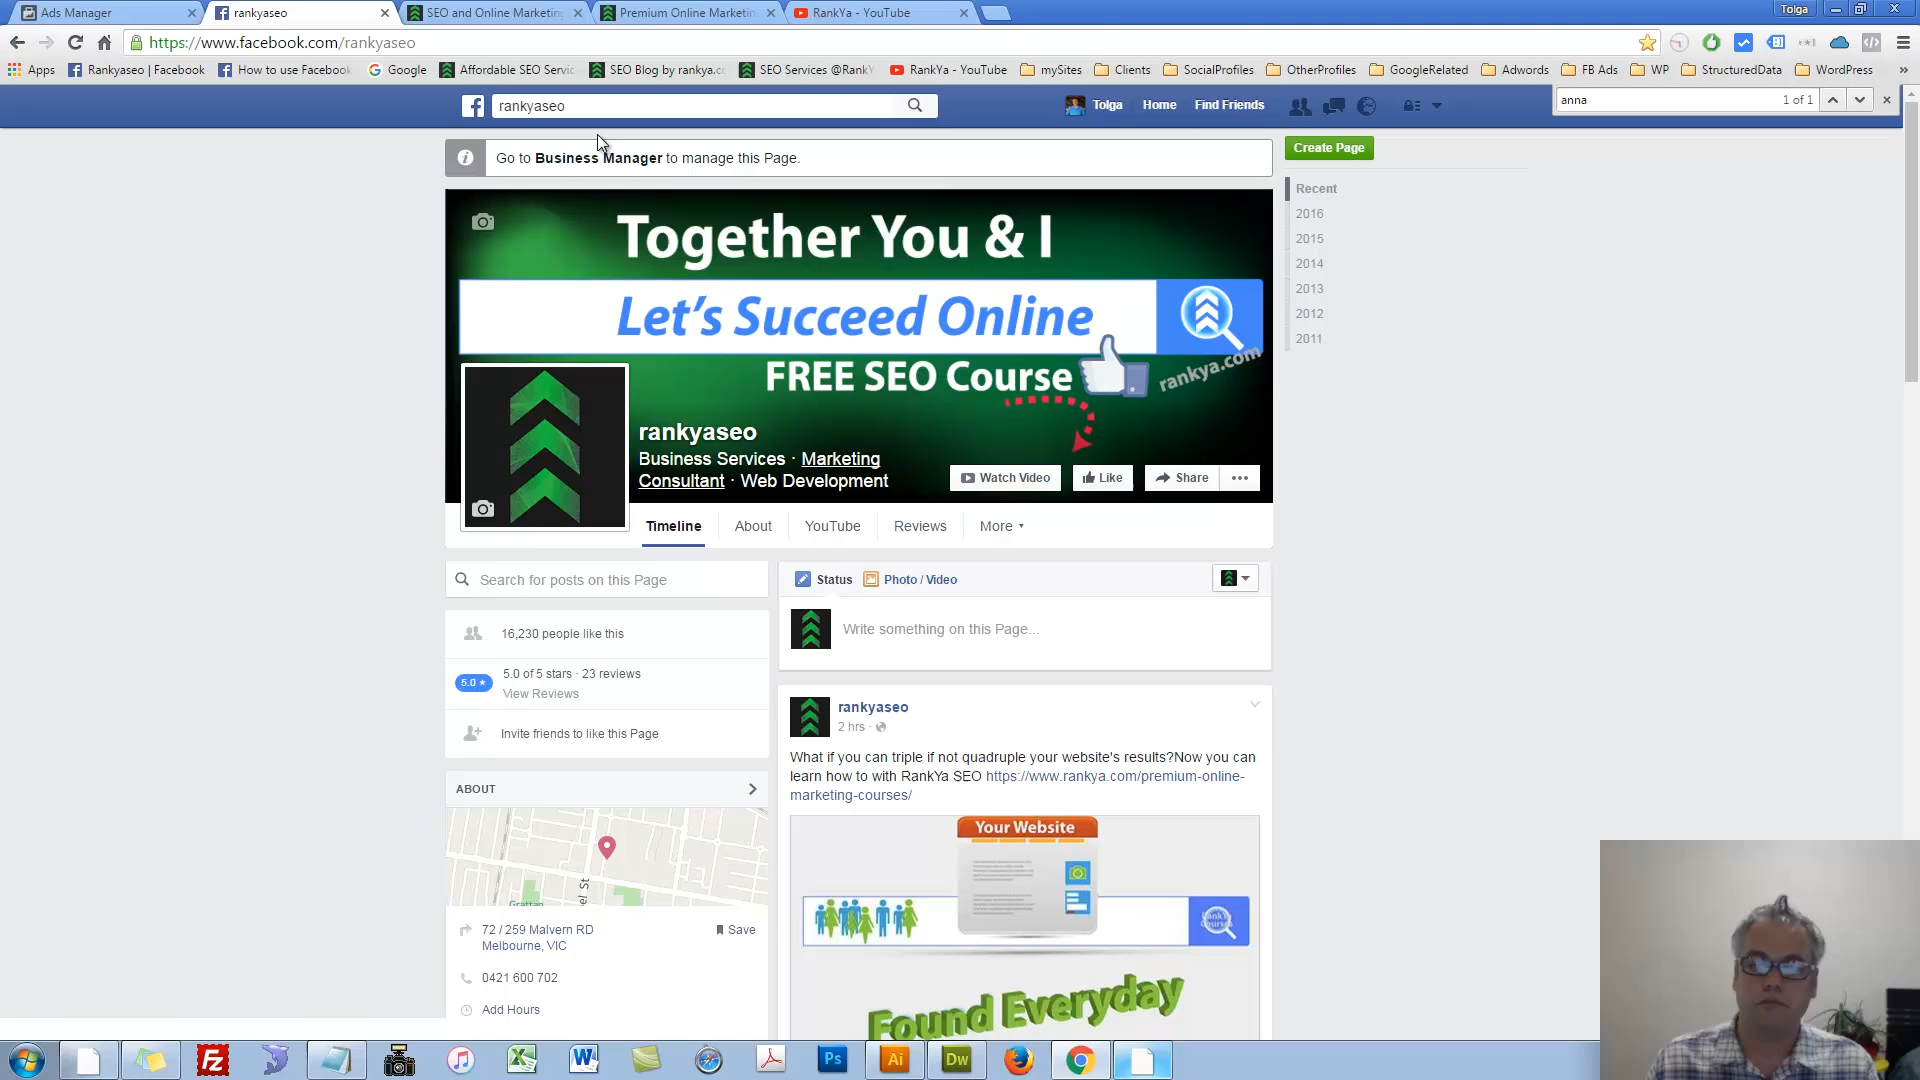 Ads Manager
rankyaseo
SEO and Online Marketin
Premium Online Marketin
RankYa - YouTube
Tolga
https://www.facebook.com/rankyaseo
Apps
Rankyaseo | Facebook
How to use Facebook
Google
Affordable SEO Servic
SEO Blog by rankya.c
SEO Services @RankY
RankYa - YouTube
mySites
Clients
SocialProfiles
OtherProfiles
GoogleRelated
Adwords
FB Ads
WP
StructuredData
WordPress
»
rankyaseo
Tolga
Home
Find Friends
anna
1 of 1
Go to Business Manager to manage this Page.
Create Page
Recent
2016
2015
2014
2013
2012
2011
Together You & I
Let's Succeed Online
FREE SEO Course
rankya.com
rankyaseo
Business Services · Marketing
Consultant · Web Development
Watch Video
Like
Share
Timeline
About
YouTube
Reviews
More
Search for posts on this Page
Status
Photo / Video
Write something on this Page...
16,230 people like this
5.0 ★
5.0 of 5 stars · 23 reviews
View Reviews
Invite friends to like this Page
ABOUT
Grattan
el St
72 / 259 Malvern RD
Melbourne, VIC
Save
0421 600 702
Add Hours
rankyaseo
2 hrs ·
What if you can triple if not quadruple your website's results?Now you can
learn how to with RankYa SEO https://www.rankya.com/premium-online-
marketing-courses/
Your Website
Found Everyday
Fz
Ps
Ai
Dw